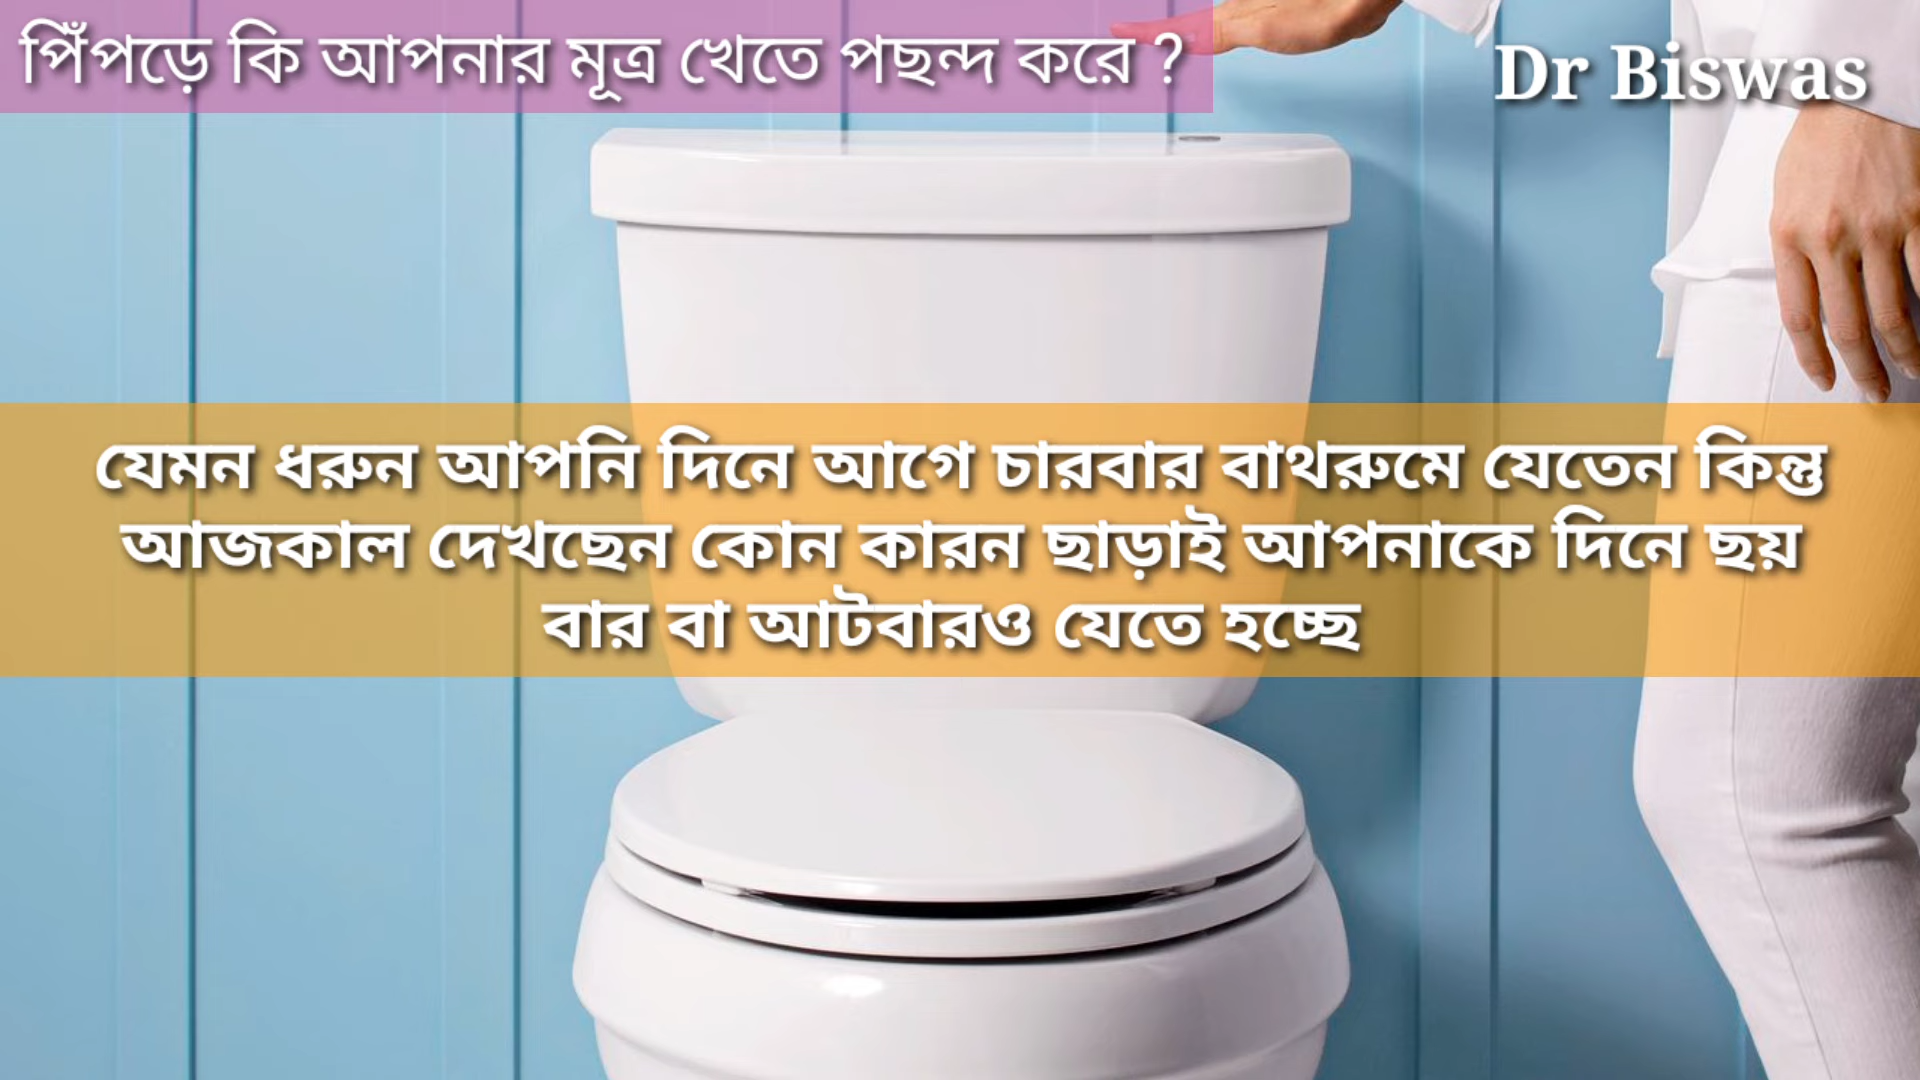 পিঁপড়ে কি আপনার মূত্র খেতে পছন্দ করে ?
Dr Biswas
যেমন ধরুন আপনি দিনে আগে চারবার বাথরুমে যেতেন কিন্তু
আজকাল দেখছেন কোন কারন ছাড়াই আপনাকে দিনে ছয়
বার বা আটবারও যেতে হচ্ছে